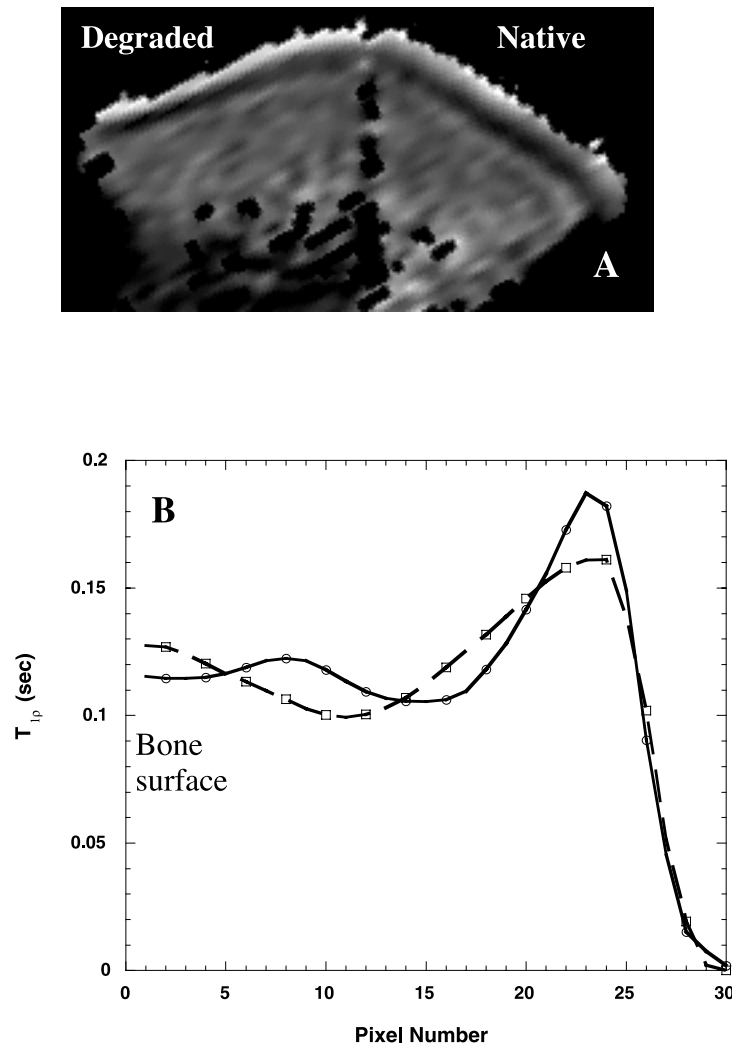 Degraded
Native
A
B
0.2
0.15
0.1
0.05
0
T1ρ (sec)
Bone
surface
0 5 10 15 20 25 30
Pixel Number